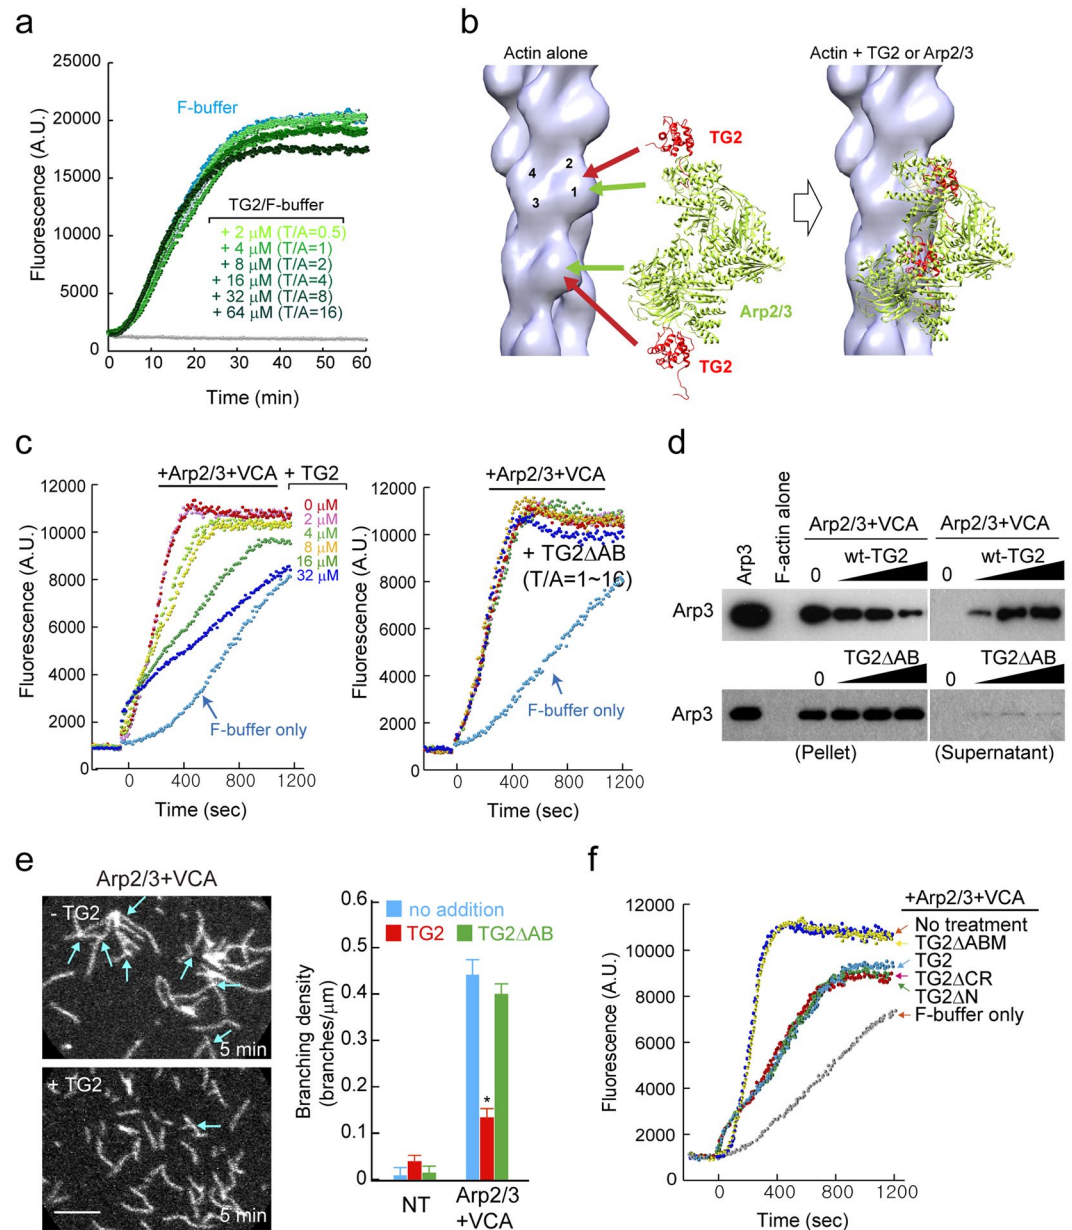 a
25000
20000
15000
10000
5000
0
Fluorescence (A.U.)
F-buffer
TG2/F-buffer
+ 2 μM (T/A=0.5)
+ 4 μM (T/A=1)
+ 8 μM (T/A=2)
+ 16 μM (T/A=4)
+ 32 μM (T/A=8)
+ 64 μM (T/A=16)
0 10 20 30 40 50 60
Time (min)
b
Actin alone
Actin + TG2 or Arp2/3
TG2
4 2
3 1
Arp2/3
TG2
c
+Arp2/3+VCA + TG2
12000
10000
8000
6000
4000
2000
0
Fluorescence (A.U.)
0 μM
2 μM
4 μM
8 μM
16 μM
32 μM
F-buffer only
0 400 800 1200
Time (sec)
+Arp2/3+VCA
12000
10000
8000
6000
4000
2000
0
Fluorescence (A.U.)
+ TG2ΔAB
(T/A=1~16)
F-buffer only
0 400 800 1200
Time (sec)
d
Arp3
F-actin alone
Arp2/3+VCA Arp2/3+VCA
wt-TG2 wt-TG2
0 0
Arp3
TG2ΔAB TG2ΔAB
0 0
Arp3
(Pellet) (Supernatant)
e
Arp2/3+VCA
- TG2
5 min
+ TG2
5 min
0.6
0.5
0.4
0.3
0.2
0.1
0
Branching density
(branches/μm)
no addition
TG2 TG2ΔAB
*
NT Arp2/3
+VCA
f
+Arp2/3+VCA
12000
10000
8000
6000
4000
2000
0
Fluorescence (A.U.)
No treatment
TG2ΔABM
TG2
TG2ΔCR
TG2ΔN
F-buffer only
0 400 800 1200
Time (sec)